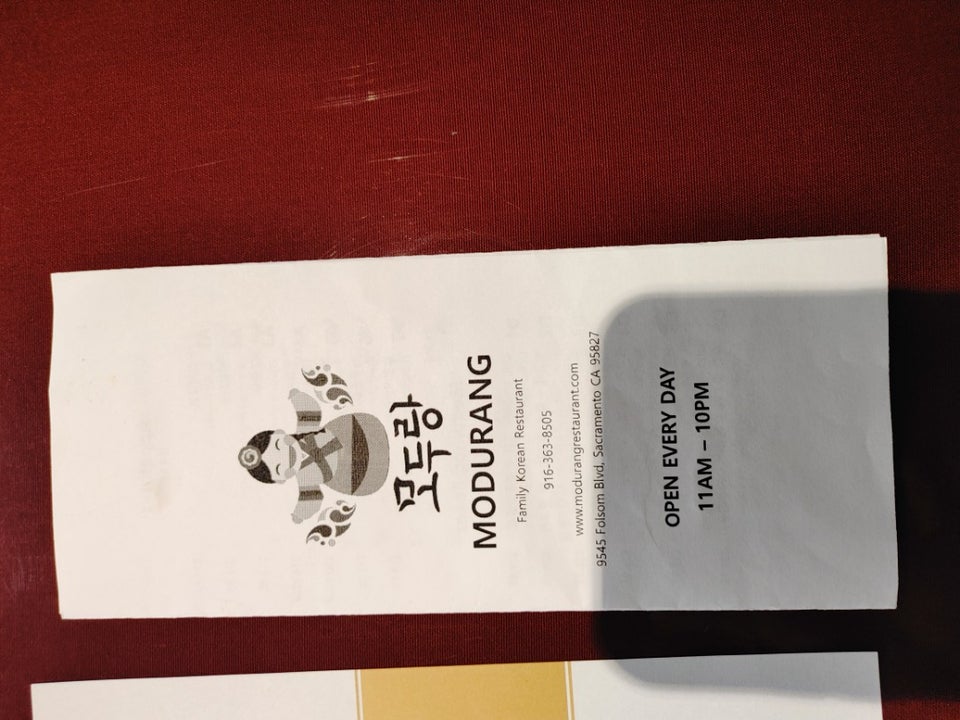 모두랑
MODURANG
Family Korean Restaurant
916-363-8505
www.modurangrestaurant.com
9545 Folsom Blvd, Sacramento CA 95827
OPEN EVERY DAY
11AM – 10PM